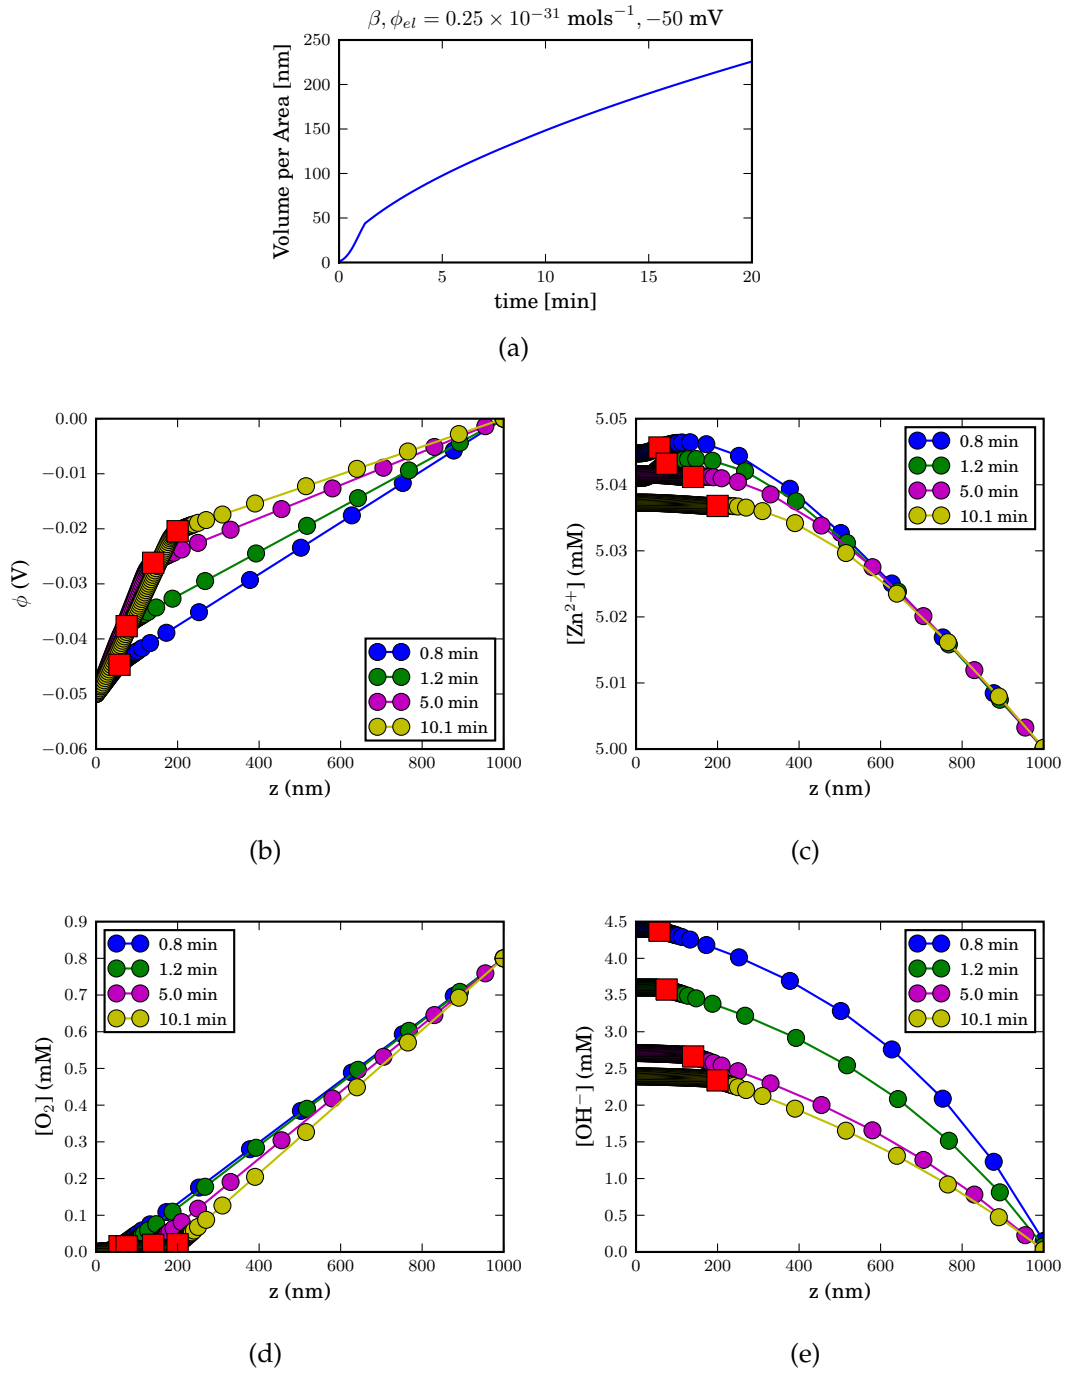 β, ϕ_el = 0.25 × 10^−31 mols^−1, −50 mV
Volume per Area [nm]
250
200
150
100
50
0
0 5 10 15 20
time [min]
(a)
ϕ (V)
0.00
−0.01
−0.02
−0.03
−0.04
−0.05
−0.06
0.8 min
1.2 min
5.0 min
10.1 min
0 200 400 600 800 1000
z (nm)
(b)
[Zn^2+] (mM)
5.05
5.04
5.03
5.02
5.01
5.00
0.8 min
1.2 min
5.0 min
10.1 min
0 200 400 600 800 1000
z (nm)
(c)
[O_2] (mM)
0.9
0.8
0.7
0.6
0.5
0.4
0.3
0.2
0.1
0.0
0.8 min
1.2 min
5.0 min
10.1 min
0 200 400 600 800 1000
z (nm)
(d)
[OH^−] (mM)
4.5
4.0
3.5
3.0
2.5
2.0
1.5
1.0
0.5
0.0
0.8 min
1.2 min
5.0 min
10.1 min
0 200 400 600 800 1000
z (nm)
(e)